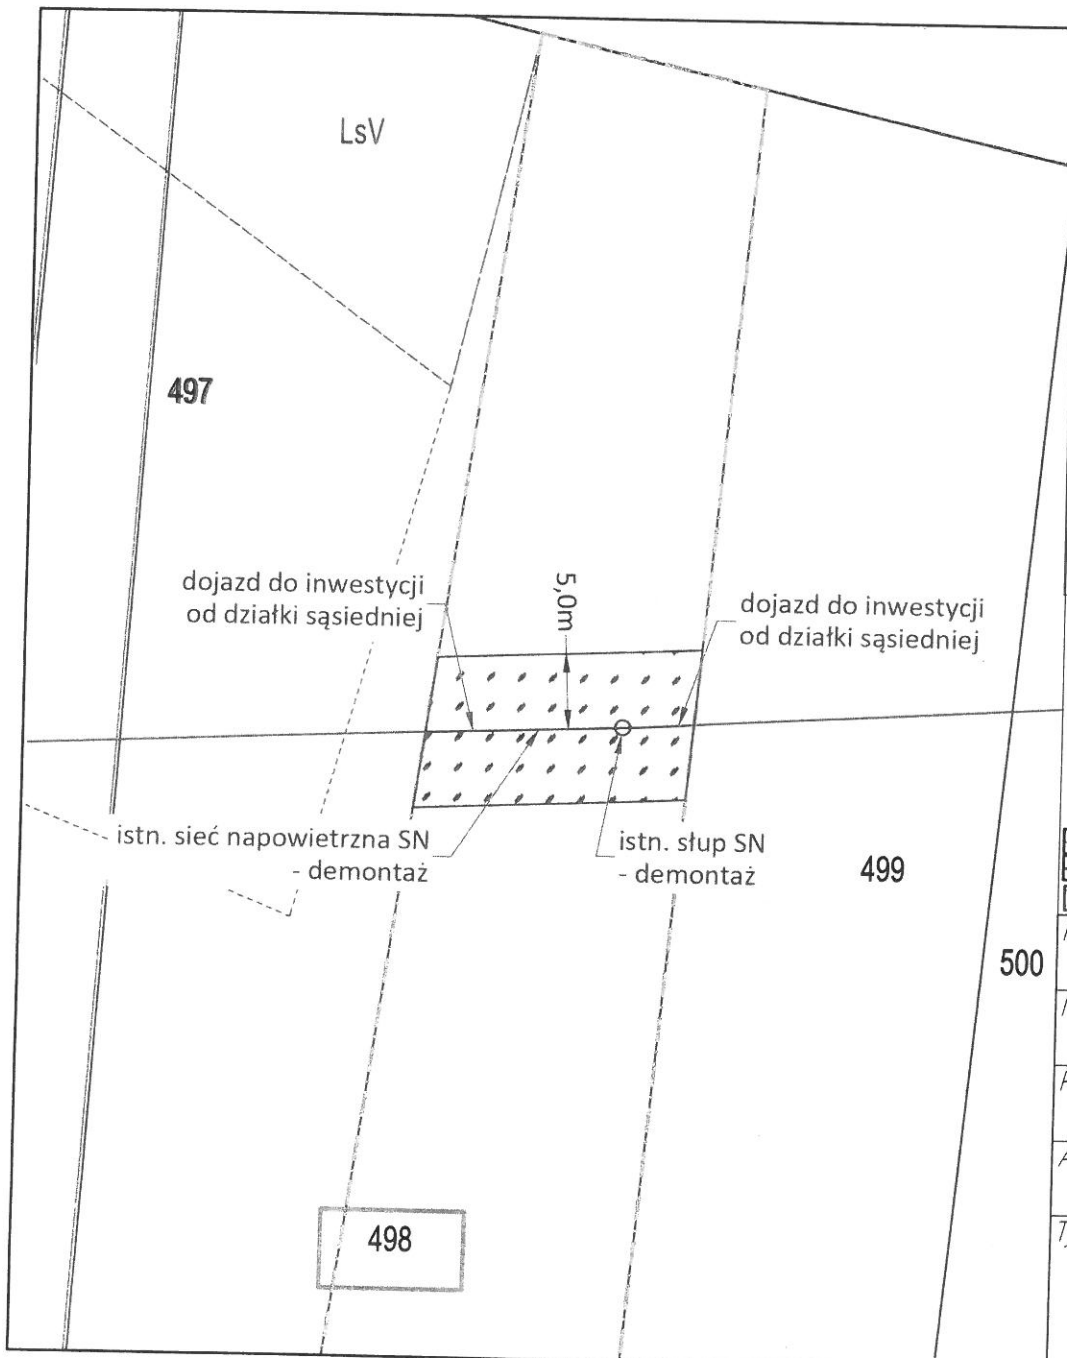 LsV
497
dojazd do inwestycji
od działki sąsiedniej
5,0m
dojazd do inwestycji
od działki sąsiedniej
istn. sieć napowietrzna SN
- demontaż
istn. słup SN
- demontaż
499
500
498